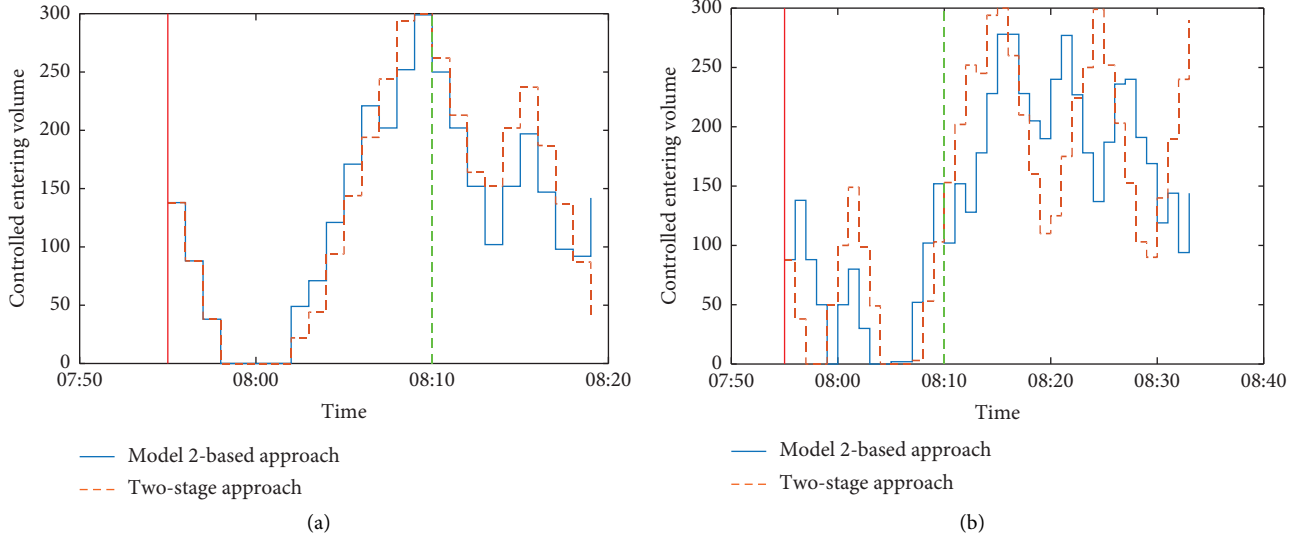 300
250
200
150
100
50
0
Controlled entering volume
07:50
08:00
08:10
08:20
Time
Model 2-based approach
Two-stage approach
(a)
300
250
200
150
100
50
0
Controlled entering volume
07:50
08:00
08:10
08:20
08:30
08:40
Time
Model 2-based approach
Two-stage approach
(b)